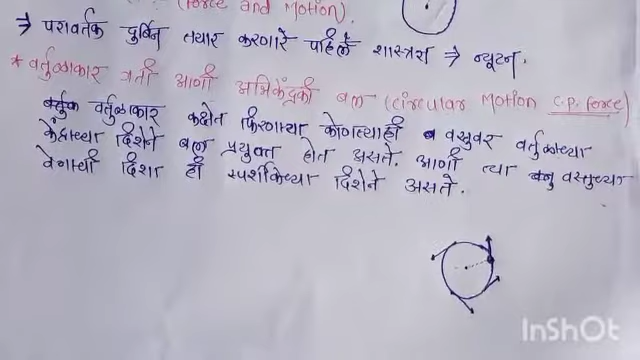 (Force and Motion).
⇒ परावर्तक दुर्बिन तयार करणारे पहिले शास्त्रज्ञ ⇒ न्यूटन.
* वर्तुळाकार गती आणी अभिकेंद्रकी बल (circular Motion C.P. force)
वर्तुळाकार कक्षेत फिरणाऱ्या कोणत्याही वस्तुवर वर्तुळाच्या
केंद्राच्या दिशेने बल प्रयुक्त होत असते. आणी त्या वस्तुच्या
वेगाची दिशा ही स्पर्शिकेच्या दिशेने असते.
InShOt